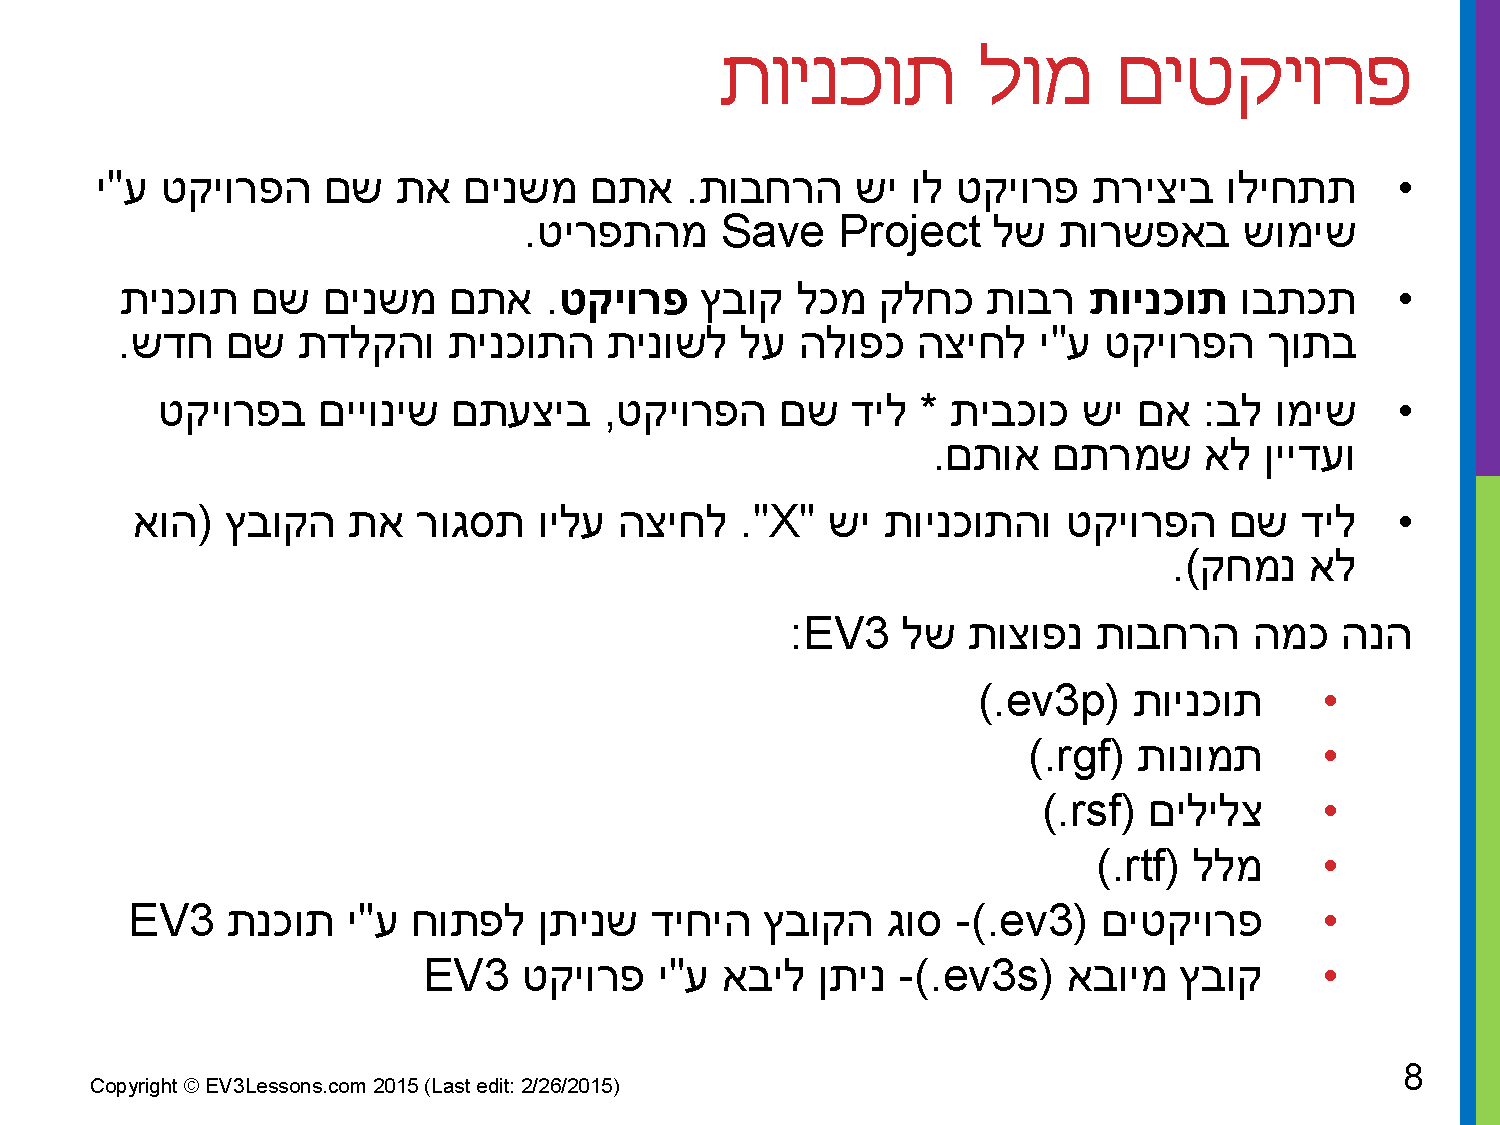 פרויקטים מול תוכניות
• תתחילו ביצירת פרויקט לו יש הרחבות. אתם משנים את שם הפרויקט ע"י
שימוש באפשרות של Save Project מהתפריט.
• תכתבו תוכניות רבות כחלק מכל קובץ פרויקט. אתם משנים שם תוכנית
בתוך הפרויקט ע"י לחיצה כפולה על לשונית התוכנית והקלדת שם חדש.
• שימו לב: אם יש כוכבית * ליד שם הפרויקט, ביצעתם שינויים בפרויקט
ועדיין לא שמרתם אותם.
• ליד שם הפרויקט והתוכניות יש "X". לחיצה עליו תסגור את הקובץ (הוא
לא נמחק).
הנה כמה הרחבות נפוצות של EV3:
• תוכניות (.ev3p)
• תמונות (.rgf)
• צלילים (.rsf)
• מלל (.rtf)
• פרויקטים (.ev3)- סוג הקובץ היחיד שניתן לפתוח ע"י תוכנת EV3
• קובץ מיובא (.ev3s)- ניתן ליבא ע"י פרויקט EV3
8
Copyright © EV3Lessons.com 2015 (Last edit: 2/26/2015)